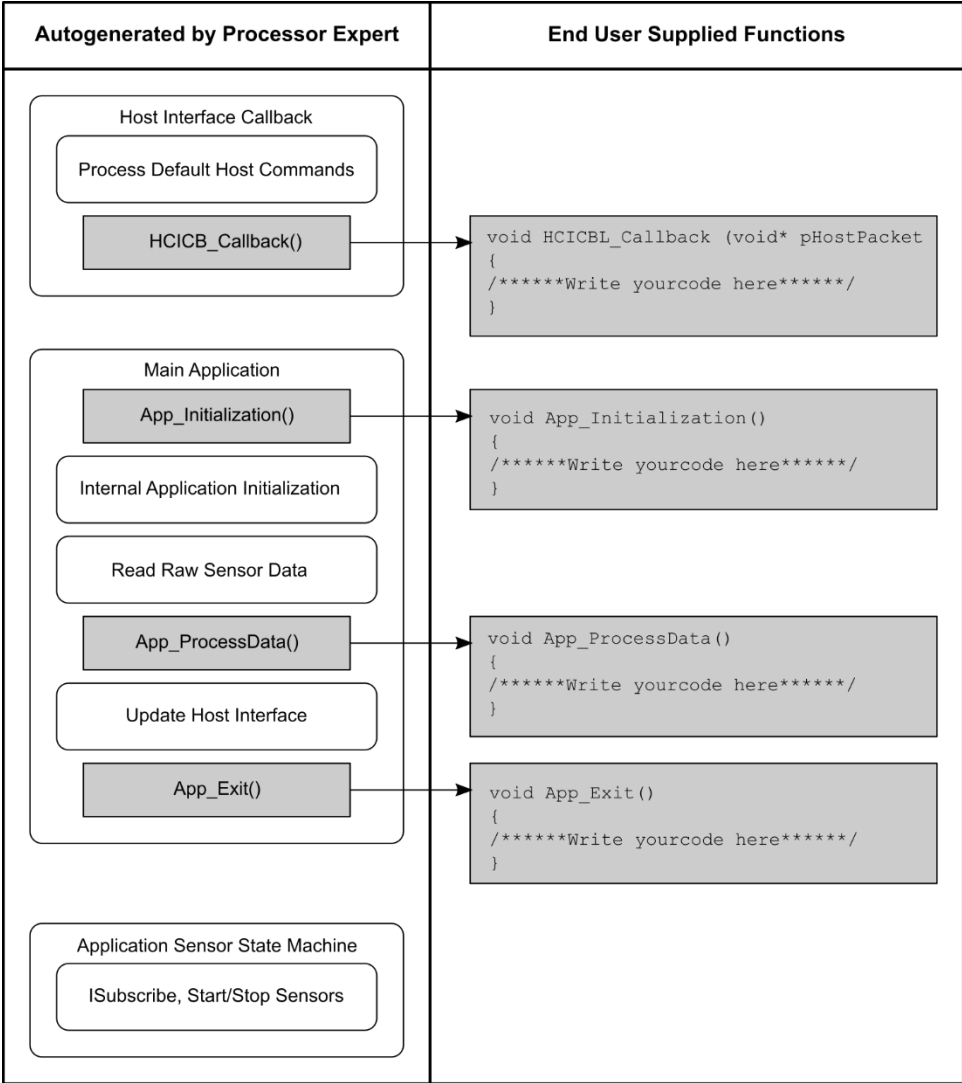 Autogenerated by Processor Expert
End User Supplied Functions
Host Interface Callback
Process Default Host Commands
HCICB_Callback()
void HCICBL_Callback (void* pHostPacket
{
/******Write yourcode here******/
}
Main Application
App_Initialization()
void App_Initialization()
{
/******Write yourcode here******/
}
Internal Application Initialization
Read Raw Sensor Data
App_ProcessData()
void App_ProcessData()
{
/******Write yourcode here******/
}
Update Host Interface
App_Exit()
void App_Exit()
{
/******Write yourcode here******/
}
Application Sensor State Machine
ISubscribe, Start/Stop Sensors